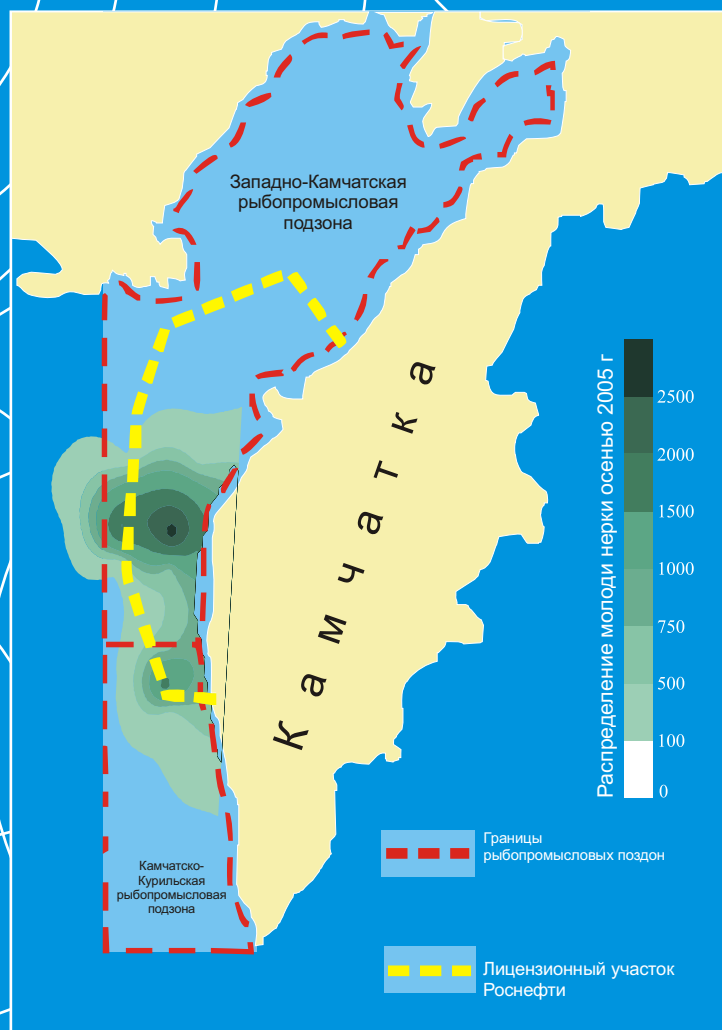 Западно-Камчатская
рыбопромысловая
подзона
Камчатка
Распределение молоди нерки осенью 2005 г
2500
2000
1500
1000
750
500
100
0
Границы
рыбопромысловых поздон
Камчатско-
Курильская
рыбопромысловая
подзона
Лицензионный участок
Роснефти